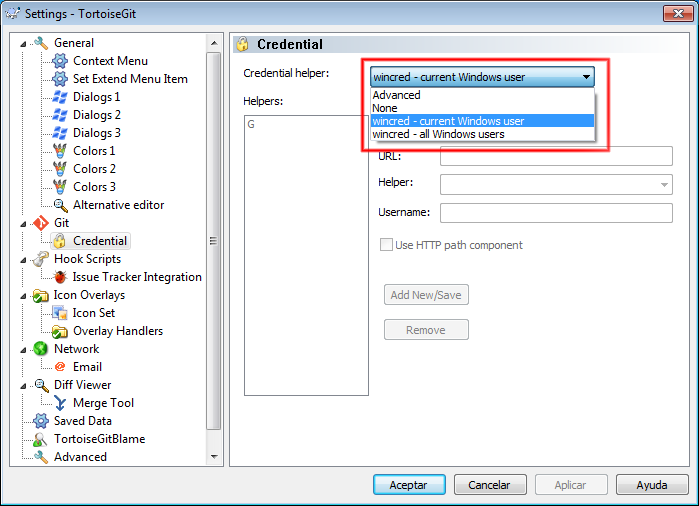 Settings - TortoiseGit
General
Context Menu
Set Extend Menu Item
Dialogs 1
Dialogs 2
Dialogs 3
Colors 1
Colors 2
Colors 3
Alternative editor
Git
Credential
Hook Scripts
Issue Tracker Integration
Icon Overlays
Icon Set
Overlay Handlers
Network
Email
Diff Viewer
Merge Tool
Saved Data
TortoiseGitBlame
Advanced
Credential
Credential helper:
wincred - current Windows user
Advanced
None
wincred - current Windows user
wincred - all Windows users
Helpers:
G
URL:
Helper:
Username:
Use HTTP path component
Add New/Save
Remove
Aceptar
Cancelar
Aplicar
Ayuda